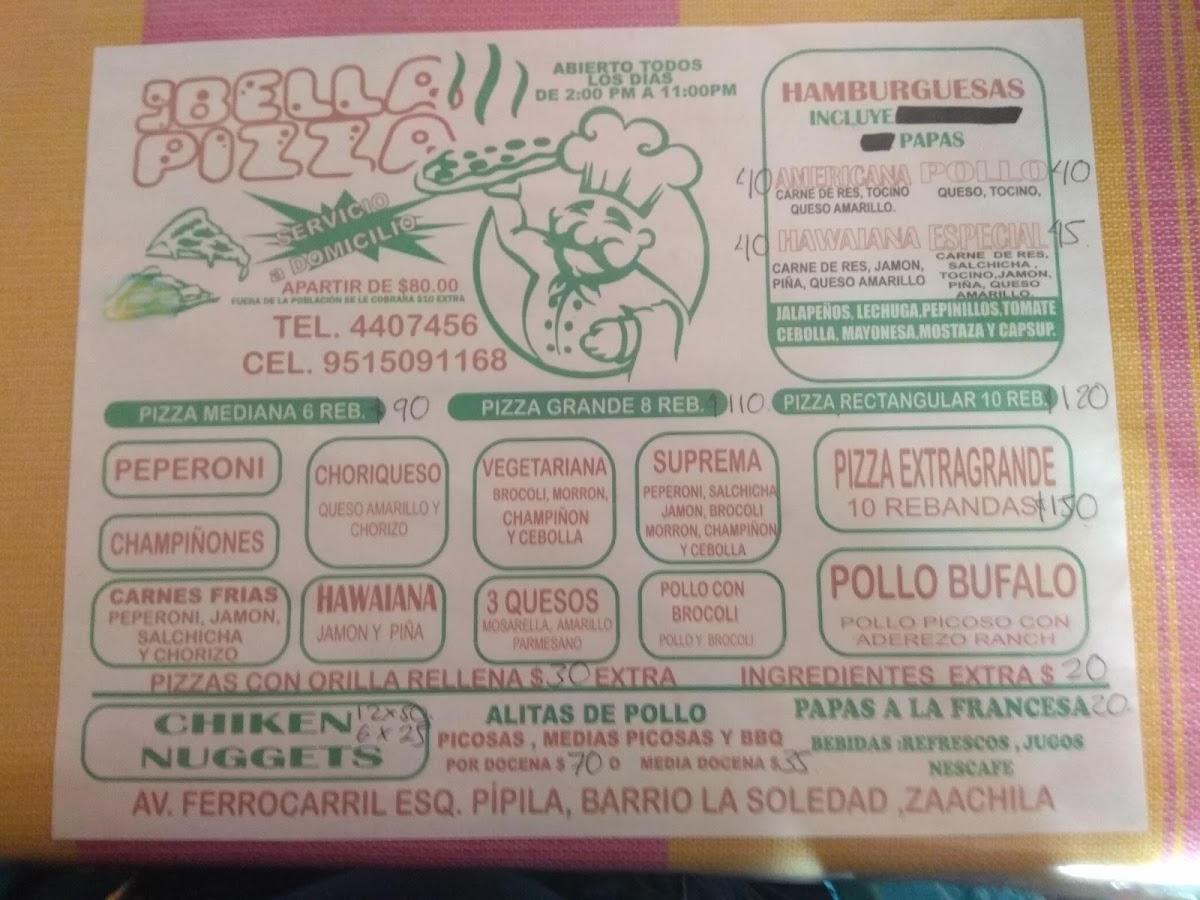 la BELLA
PIZZA
ABIERTO TODOS
LOS DIAS
DE 2:00 PM A 11:00PM
SERVICIO
a DOMICILIO
APARTIR DE $80.00
FUERA DE LA POBLACIÓN SE LE COBRARA $10 EXTRA
TEL. 4407456
CEL. 9515091168
HAMBURGUESAS
INCLUYE
PAPAS
40 AMERICANA
CARNE DE RES, TOCINO
QUESO AMARILLO.
POLLO 40
QUESO, TOCINO,
40 HAWAIANA
CARNE DE RES, JAMON,
PIÑA, QUESO AMARILLO
ESPECIAL 45
CARNE DE RES,
SALCHICHA,
TOCINO,JAMON,
PIÑA, QUESO
AMARILLO.
JALAPEÑOS, LECHUGA,PEPINILLOS,TOMATE
CEBOLLA, MAYONESA,MOSTAZA Y CAPSUP.
PIZZA MEDIANA 6 REB. $ 90
PIZZA GRANDE 8 REB. $ 110
PIZZA RECTANGULAR 10 REB. $120
PEPERONI
CHAMPIÑONES
CARNES FRIAS
PEPERONI, JAMON,
SALCHICHA
Y CHORIZO
CHORIQUESO
QUESO AMARILLO Y
CHORIZO
HAWAIANA
JAMON Y PIÑA
VEGETARIANA
BROCOLI, MORRON,
CHAMPIÑON
Y CEBOLLA
3 QUESOS
MOSARELLA, AMARILLO
PARMESANO
SUPREMA
PEPERONI, SALCHICHA
JAMON, BROCOLI
MORRON, CHAMPIÑON
Y CEBOLLA
POLLO CON
BROCOLI
POLLO Y BROCOLI
PIZZA EXTRAGRANDE
10 REBANDAS $150
POLLO BUFALO
POLLO PICOSO CON
ADEREZO RANCH
PIZZAS CON ORILLA RELLENA $ 30 EXTRA
INGREDIENTES EXTRA $ 20
CHIKEN
NUGGETS
12 x 50
6 x 25
ALITAS DE POLLO
PICOSAS , MEDIAS PICOSAS Y BBQ
POR DOCENA $ 70 O MEDIA DOCENA $ 35
PAPAS A LA FRANCESA 20
BEBIDAS :REFRESCOS , JUGOS
NESCAFE
AV. FERROCARRIL ESQ. PÍPILA, BARRIO LA SOLEDAD ,ZAACHILA